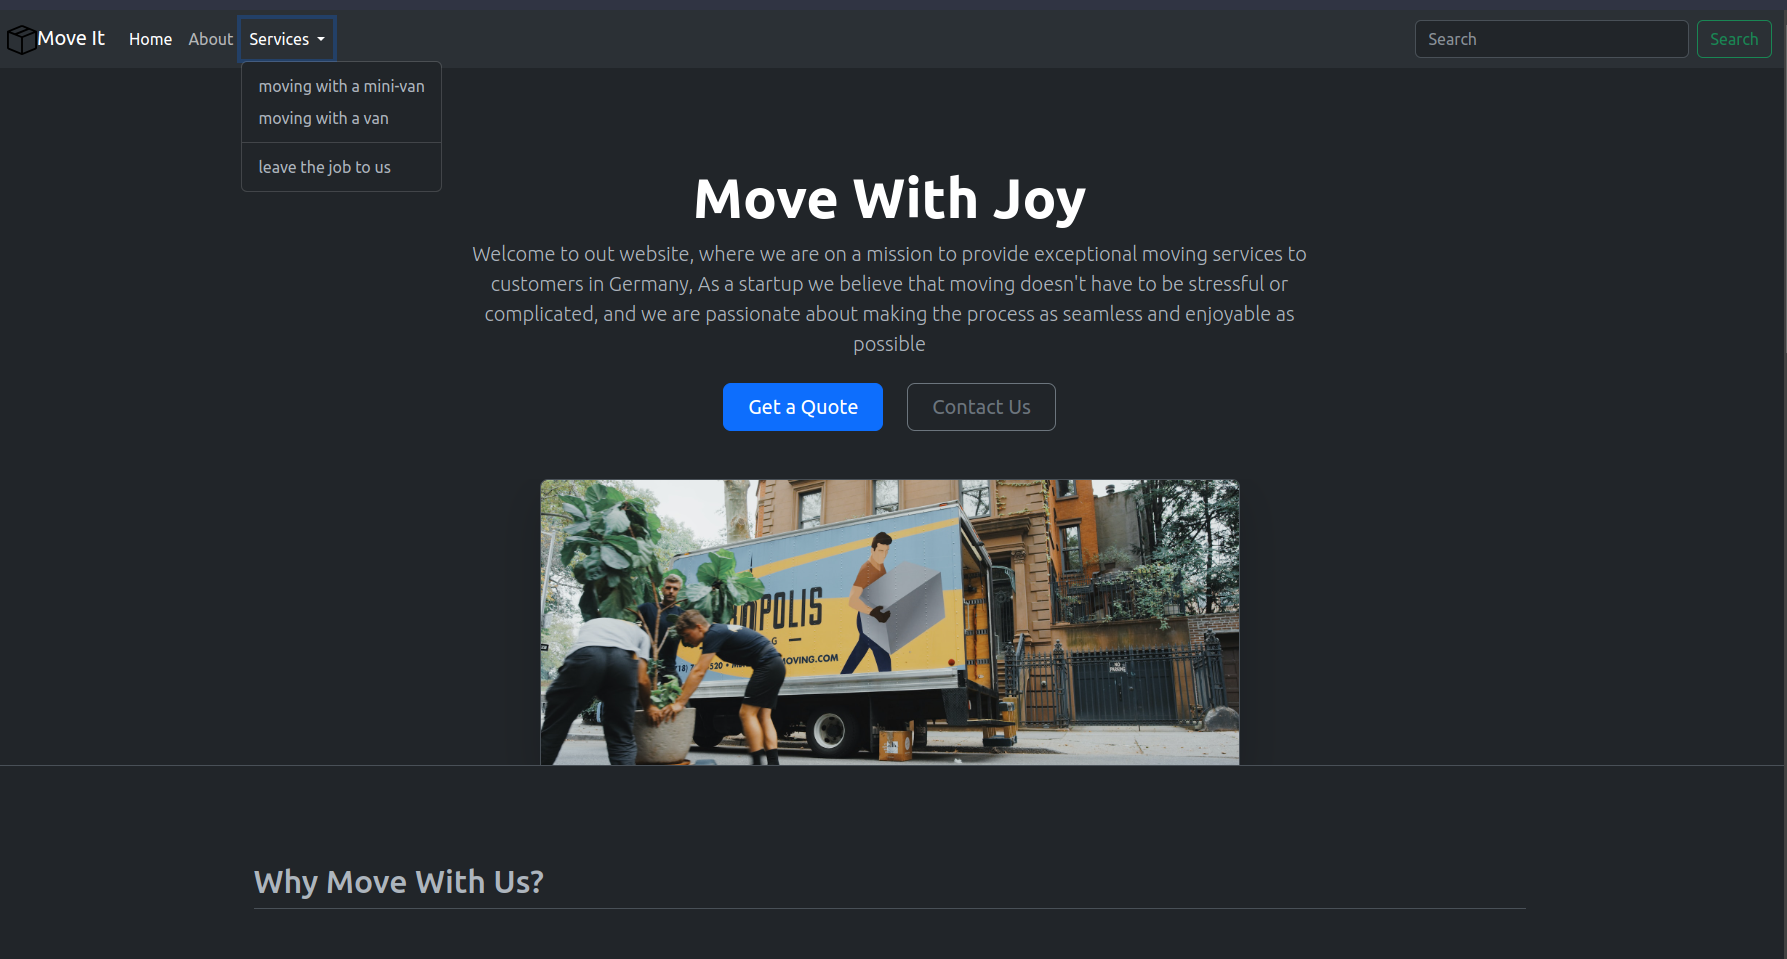 Move It Home About Services Search Search
moving with a mini-van
moving with a van
leave the job to us
Move With Joy
Welcome to out website, where we are on a mission to provide exceptional moving services to
customers in Germany, As a startup we believe that moving doesn't have to be stressful or
complicated, and we are passionate about making the process as seamless and enjoyable as
possible
Get a Quote Contact Us
POLIS
MOVING.COM
NO
PARKING
Why Move With Us?